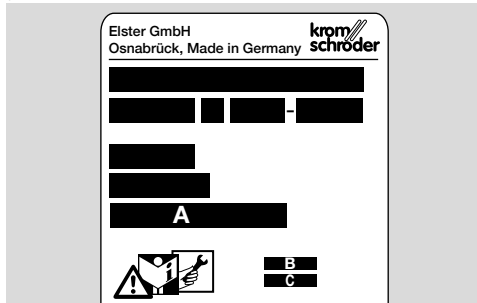 Elster GmbH
Osnabrück, Made in Germany
krom
schroder
-
A
B
C